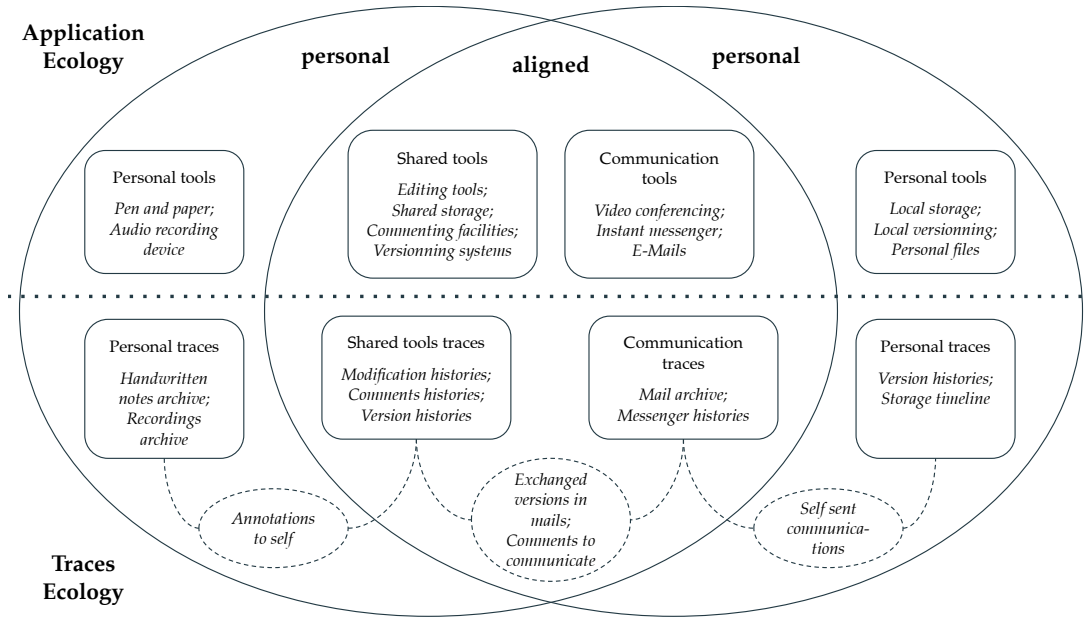 Application
Ecology
personal
aligned
personal
Personal tools
Pen and paper;
Audio recording
device
Shared tools
Editing tools;
Shared storage;
Commenting facilities;
Versionning systems
Communication
tools
Video conferencing;
Instant messenger;
E-Mails
Personal tools
Local storage;
Local versionning;
Personal files
Personal traces
Handwritten
notes archive;
Recordings
archive
Shared tools traces
Modification histories;
Comments histories;
Version histories
Communication
traces
Mail archive;
Messenger histories
Personal traces
Version histories;
Storage timeline
Annotations
to self
Exchanged
versions in
mails;
Comments to
communicate
Self sent
communica-
tions
Traces
Ecology